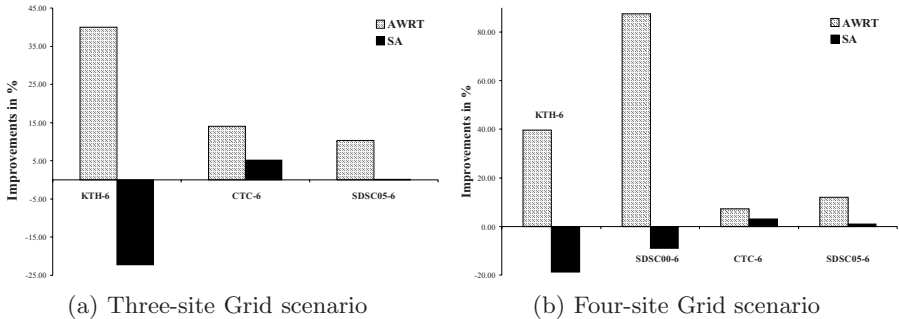 45.00
35.00
25.00
15.00
5.00
-5.00
-15.00
-25.00
Improvements in %
AWRT
SA
KTH-6
CTC-6
SDSC05-6
(a) Three-site Grid scenario
80.00
60.00
40.00
20.00
0.00
-20.00
Improvements in %
AWRT
SA
KTH-6
SDSC00-6
CTC-6
SDSC05-6
(b) Four-site Grid scenario